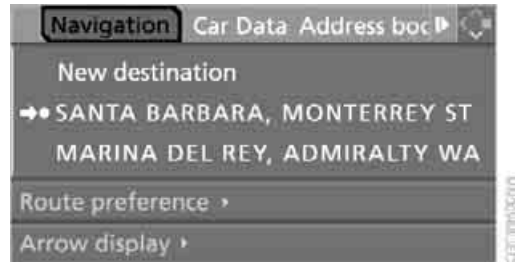 Navigation Car Data Address boc
New destination
SANTA BARBARA, MONTERREY ST
MARINA DEL REY, ADMIRALTY WA
Route preference
Arrow display